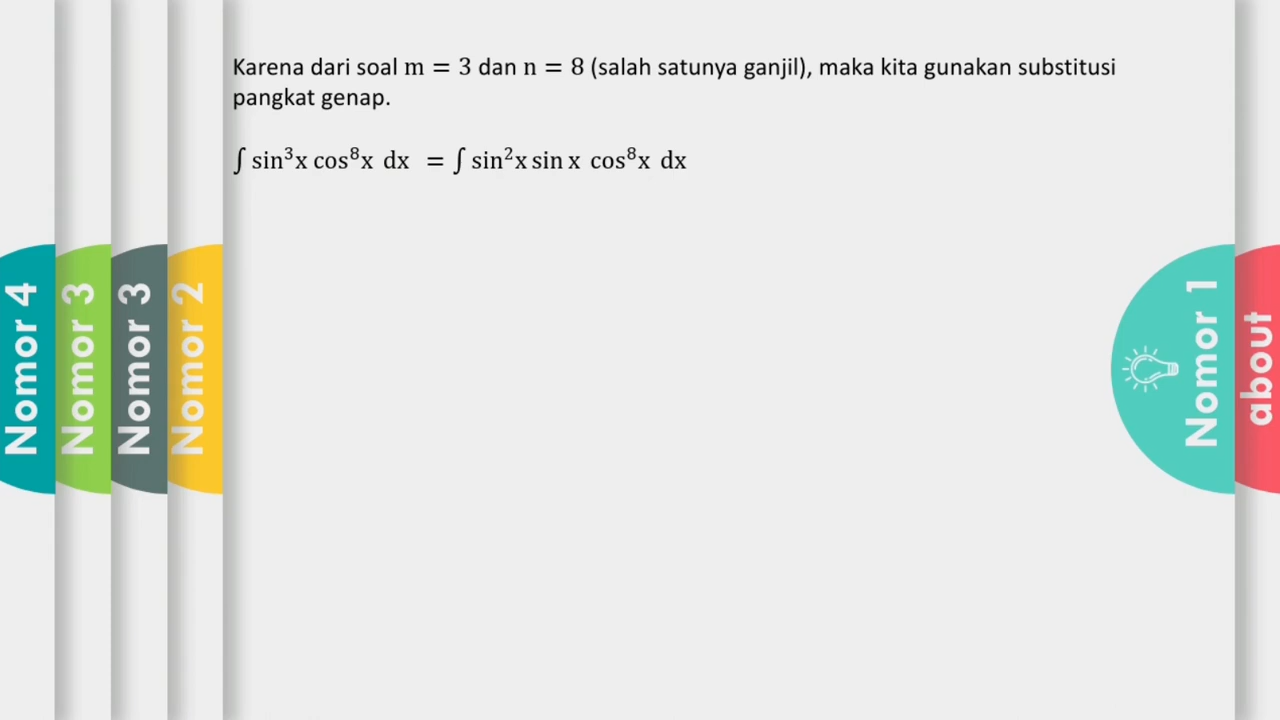 Karena dari soal m = 3 dan n = 8 (salah satunya ganjil), maka kita gunakan substitusi
pangkat genap.
∫ sin³x cos⁸x dx = ∫ sin²x sin x cos⁸x dx
Nomor 4
Nomor 3
Nomor 3
Nomor 2
Nomor 1
about